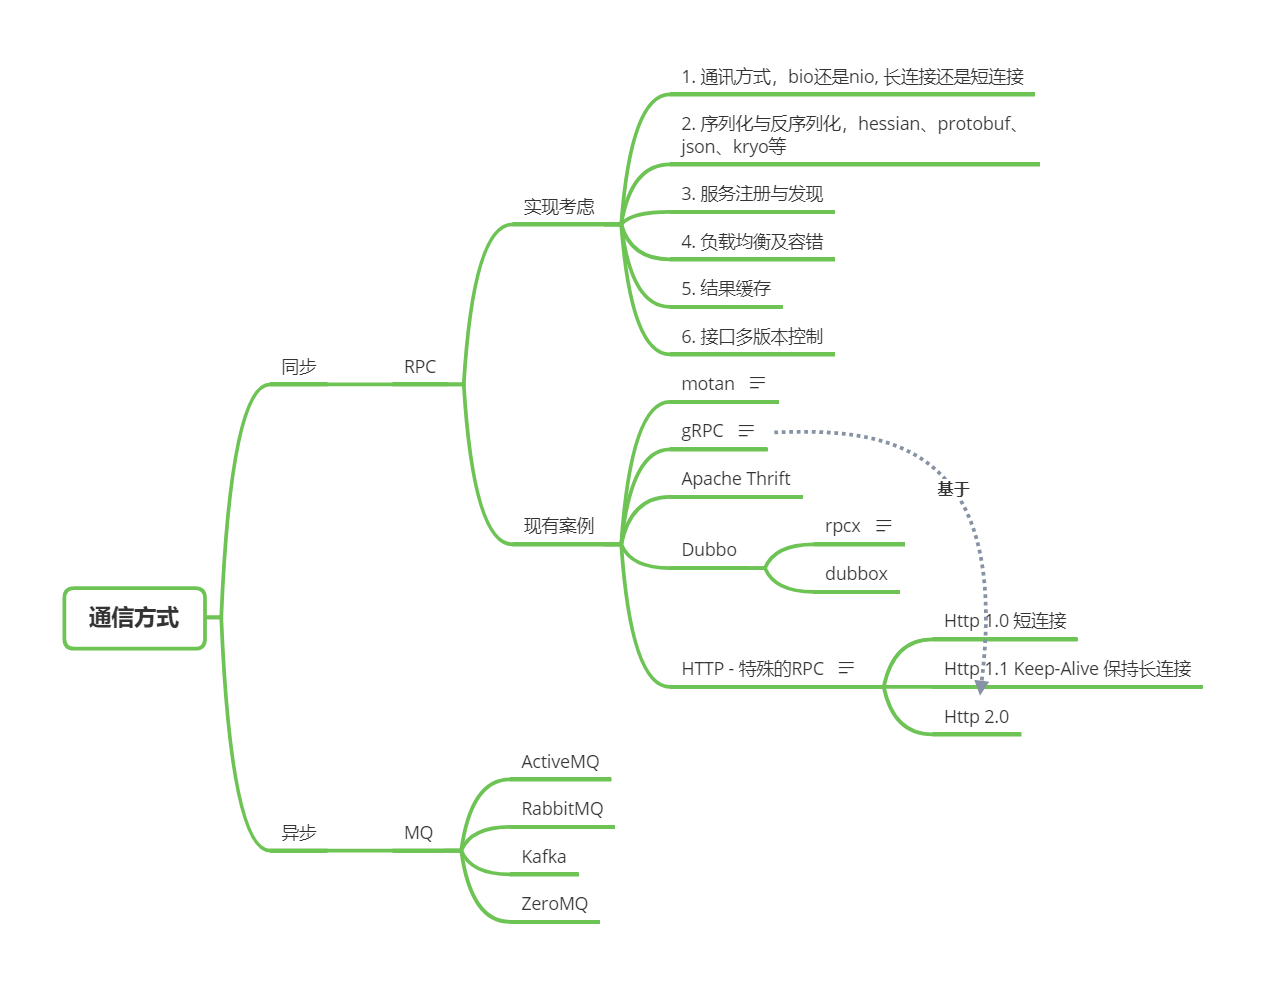 1. 通讯方式，bio还是nio, 长连接还是短连接
2. 序列化与反序列化，hessian、protobuf、
json、kryo等
3. 服务注册与发现
实现考虑
4. 负载均衡及容错
5. 结果缓存
6. 接口多版本控制
同步
RPC
motan
gRPC
Apache Thrift
基于
现有案例
rpcx
Dubbo
dubbox
通信方式
Http 1.0 短连接
HTTP - 特殊的RPC
Http 1.1 Keep-Alive 保持长连接
Http 2.0
ActiveMQ
RabbitMQ
异步
MQ
Kafka
ZeroMQ